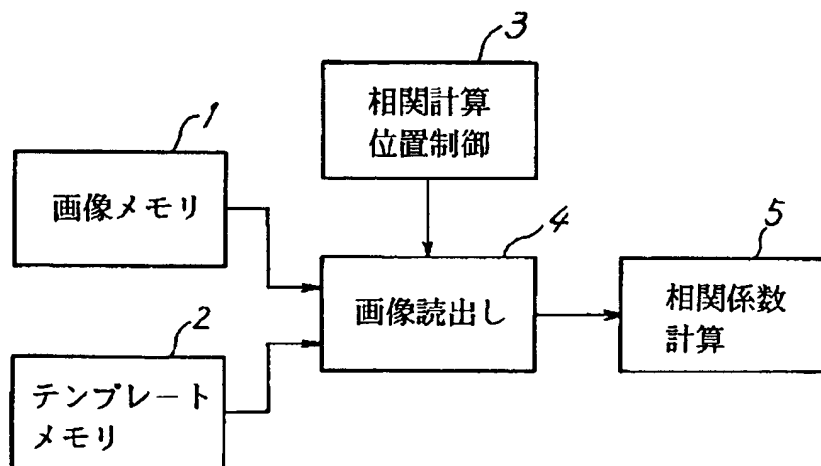 3
相関計算
位置制御
1
画像メモリ
4
画像読出し
5
相関係数
計算
2
テンプレート
メモリ